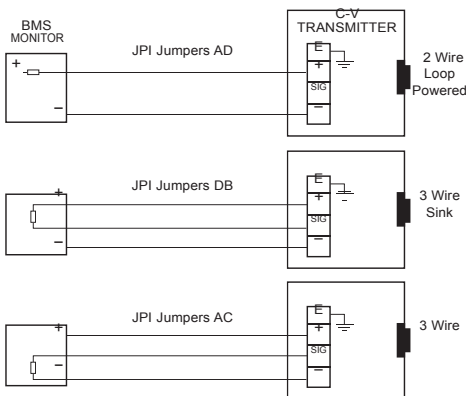 BMS
MONITOR
C-V
TRANSMITTER
JPI Jumpers AD
+
−
E
+
SIG
−
2 Wire
Loop
Powered
JPI Jumpers DB
+
−
E
+
SIG
−
3 Wire
Sink
JPI Jumpers AC
+
−
E
+
SIG
−
3 Wire